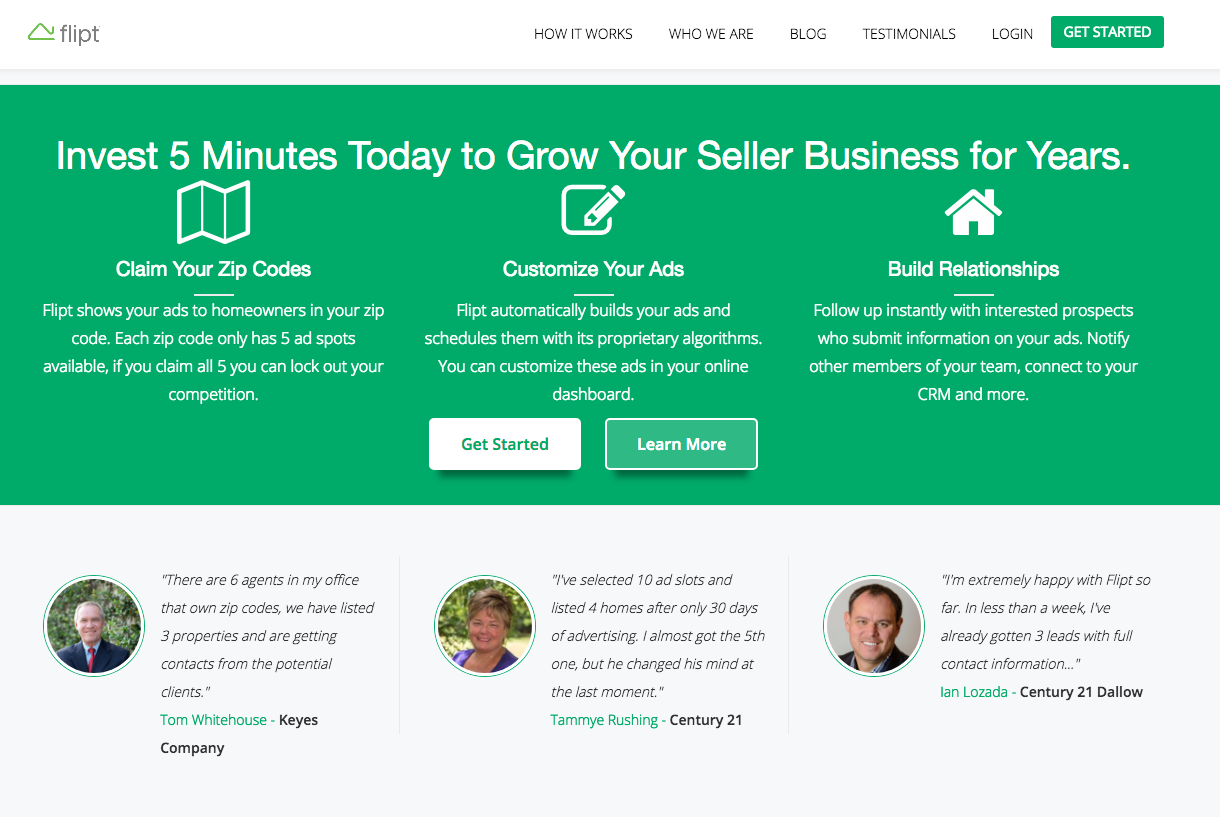 flipt
HOW IT WORKS
WHO WE ARE
BLOG
TESTIMONIALS
LOGIN
GET STARTED
Invest 5 Minutes Today to Grow Your Seller Business for Years.
Claim Your Zip Codes
Flipt shows your ads to homeowners in your zip
code. Each zip code only has 5 ad spots
available, if you claim all 5 you can lock out your
competition.
Customize Your Ads
Flipt automatically builds your ads and
schedules them with its proprietary algorithms.
You can customize these ads in your online
dashboard.
Build Relationships
Follow up instantly with interested prospects
who submit information on your ads. Notify
other members of your team, connect to your
CRM and more.
Get Started
Learn More
"There are 6 agents in my office
that own zip codes, we have listed
3 properties and are getting
contacts from the potential
clients."
Tom Whitehouse - Keyes
Company
"I've selected 10 ad slots and
listed 4 homes after only 30 days
of advertising. I almost got the 5th
one, but he changed his mind at
the last moment."
Tammye Rushing - Century 21
"I'm extremely happy with Flipt so
far. In less than a week, I've
already gotten 3 leads with full
contact information..."
Ian Lozada - Century 21 Dallow